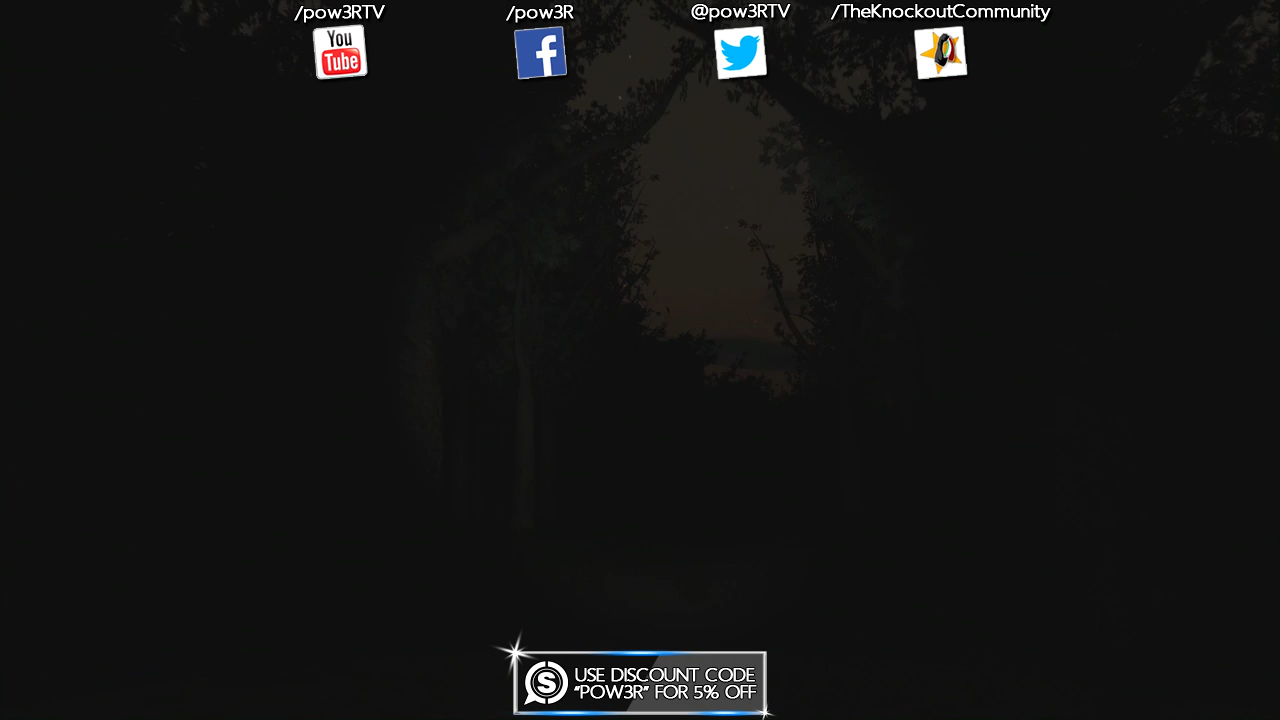 /pow3RTV
/pow3R
@pow3RTV
/TheKnockoutCommunity
You
Tube
f
S
USE DISCOUNT CODE
“POW3R” FOR 5% OFF